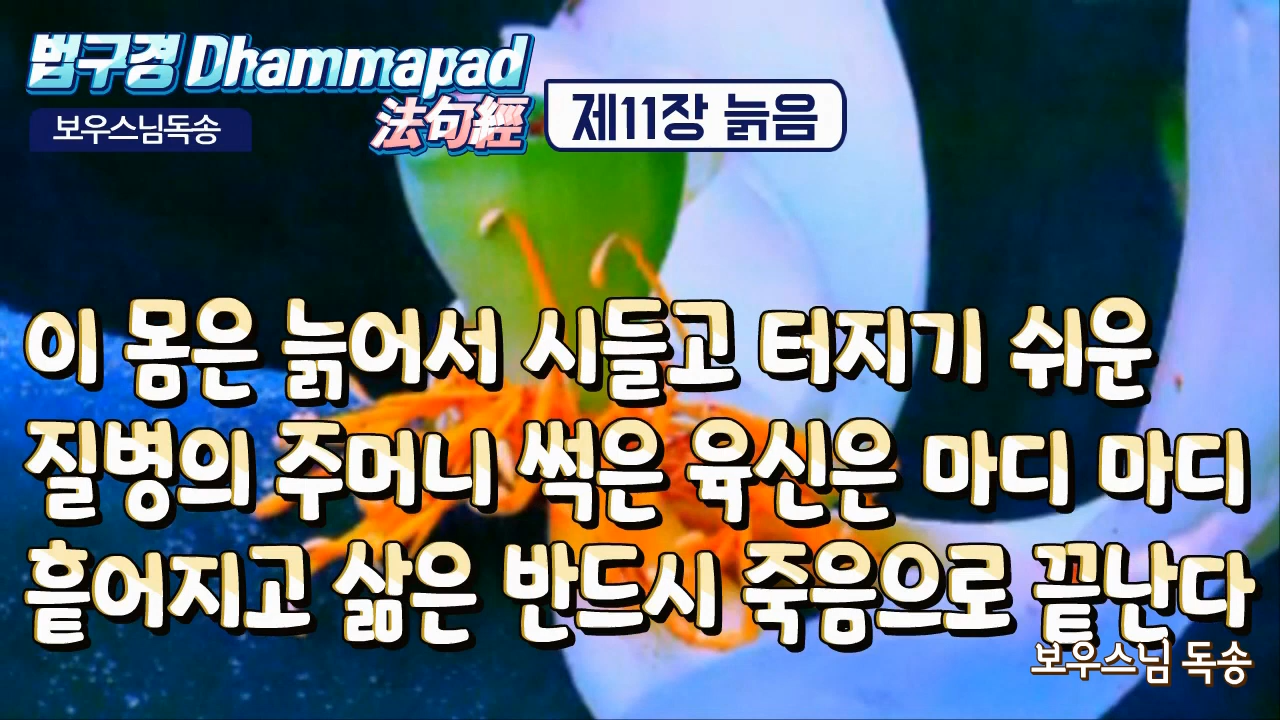 법구경 Dhammapad
法句經
보우스님독송
제11장 늙음
이 몸은 늙어서 시들고 터지기 쉬운
질병의 주머니 썩은 육신은 마디 마디
흩어지고 삶은 반드시 죽음으로 끝난다
보우스님 독송